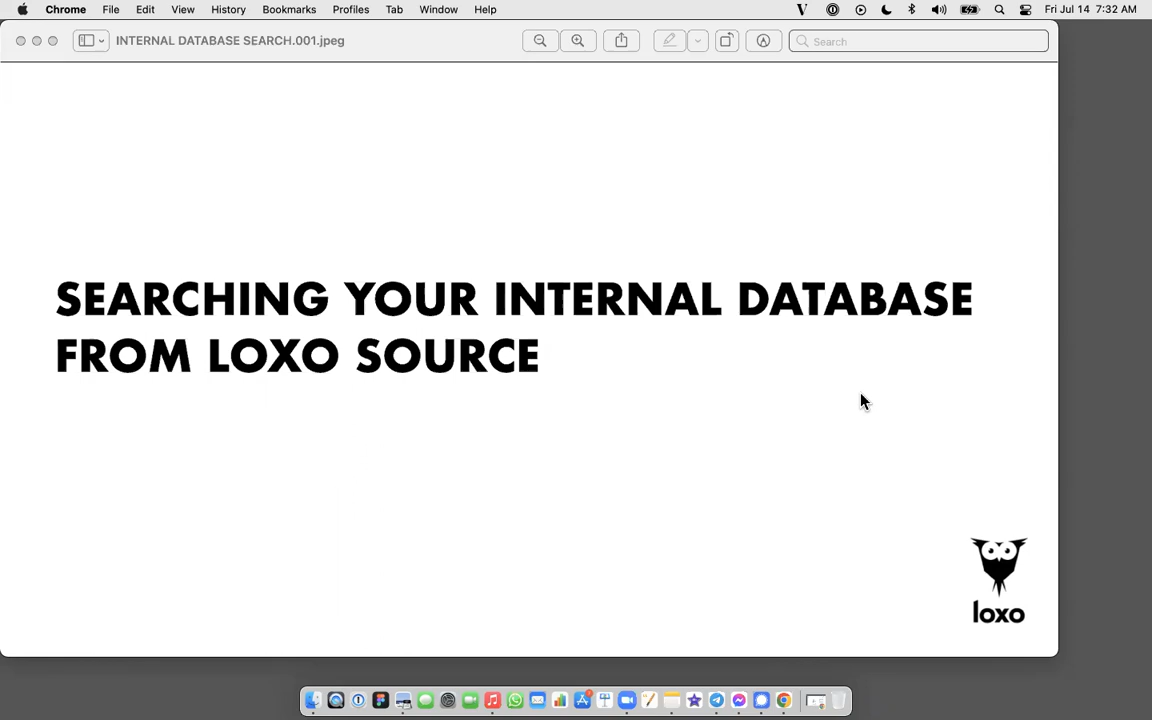 Chrome File Edit View History Bookmarks Profiles Tab Window Help Fri Jul 14 7:32 AM
INTERNAL DATABASE SEARCH.001.jpeg Search
SEARCHING YOUR INTERNAL DATABASE
FROM LOXO SOURCE
loxo